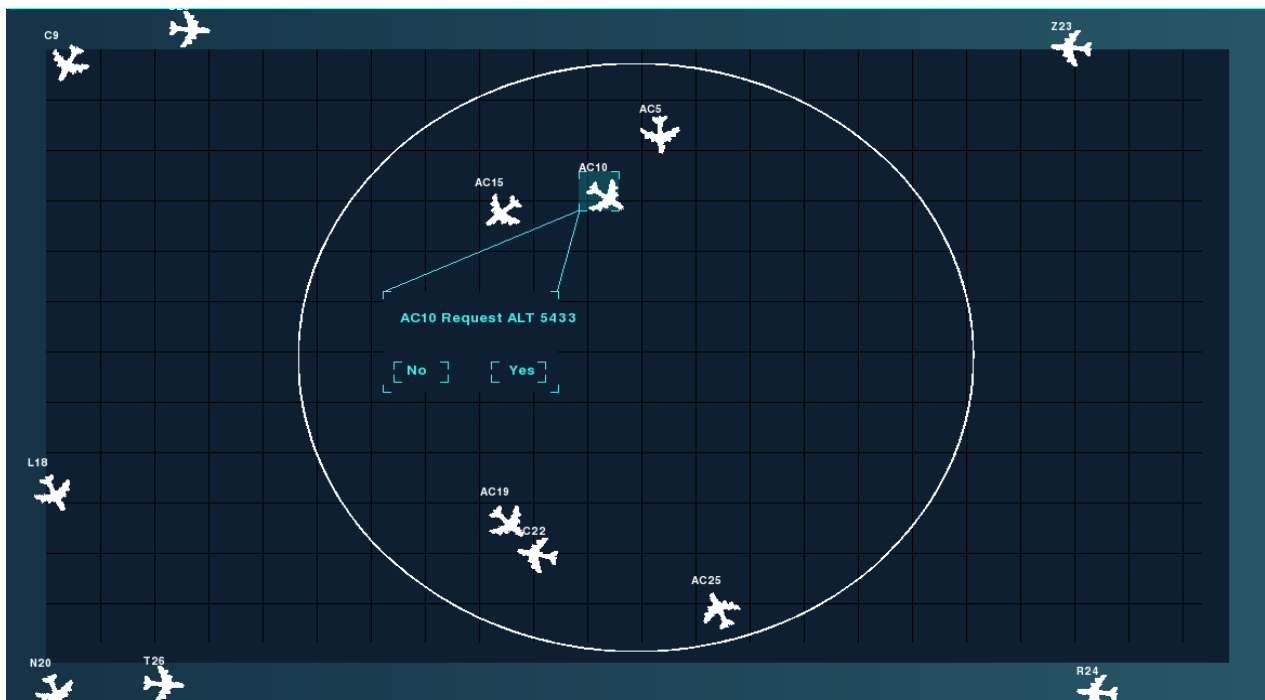 C9
Z23
AC5
AC10
AC15
AC10 Request ALT 5433
No Yes
L18
AC19
C22
AC25
N20
T26
R24